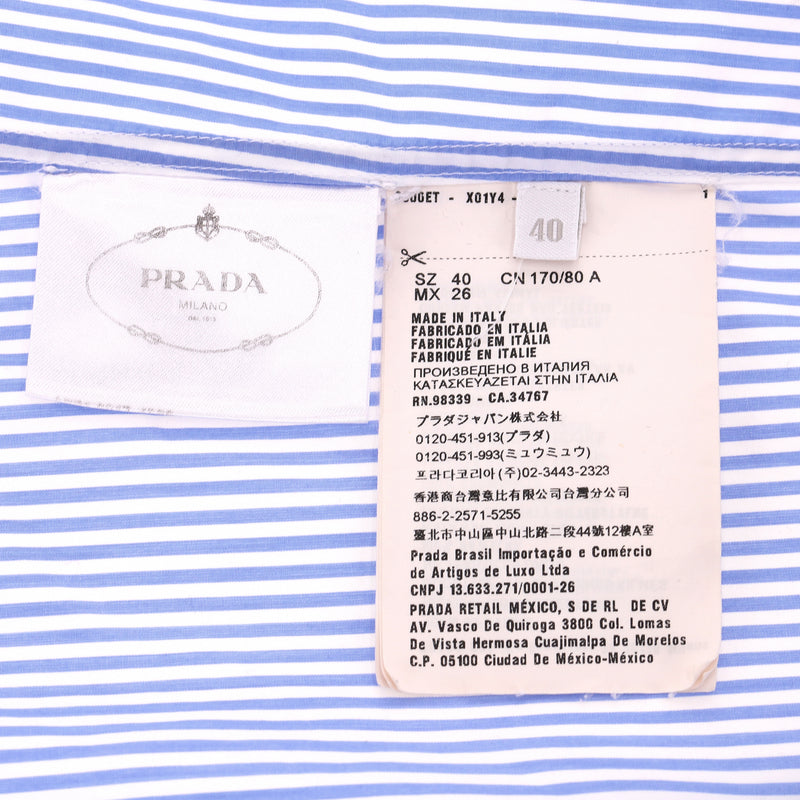 PRADA
MILANO
DAL 1913
X01Y4 - 1
40
SZ 40 CN 170/80 A
MX 26
MADE IN ITALY
FABRICADO EN ITALIA
FABRICADO EM ITÁLIA
FABRIQUÉ EN ITALIE
ПРОИЗВЕДЕНО В ИТАЛИЯ
ΚΑΤΑΣΚΕΥΑΖΕΤΑΙ ΣΤΗΝ ΙΤΑΛΙΑ
RN.98339 - CA.34767
プラダジャパン株式会社
0120-451-913(プラダ)
0120-451-993(ミュウミュウ)
프라다코리아(주)02-3443-2323
香港商台灣意比有限公司台灣分公司
886-2-2571-5255
臺北市中山區中山北路二段44號12樓A室
Prada Brasil Importação e Comércio
de Artigos de Luxo Ltda
CNPJ 13.633.271/0001-26
PRADA RETAIL MÉXICO, S DE RL DE CV
AV. Vasco De Quiroga 3800 Col. Lomas
De Vista Hermosa Cuajimalpa De Morelos
C.P. 05100 Ciudad De México-México